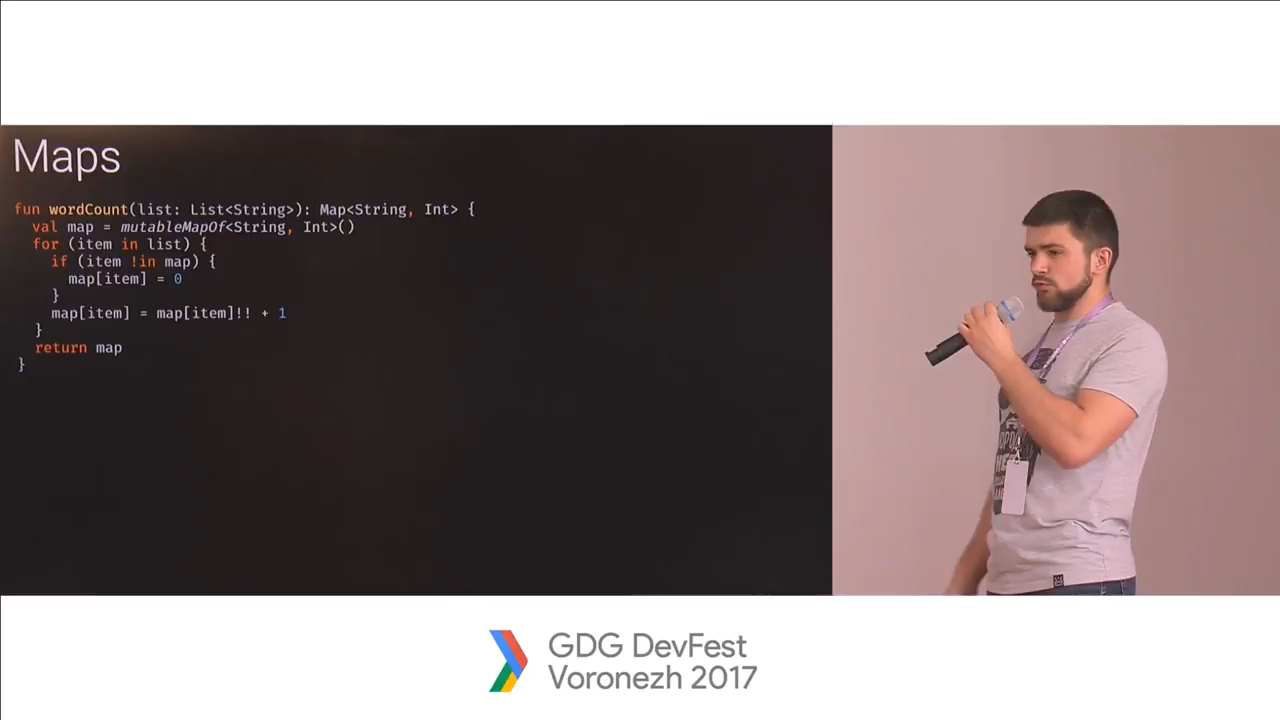 Maps
fun wordCount(list: List<String>): Map<String, Int> {
val map = mutableMapOf<String, Int>()
for (item in list) {
if (item !in map) {
map[item] = 0
}
map[item] = map[item]!! + 1
}
return map
}
GDG DevFest
Voronezh 2017